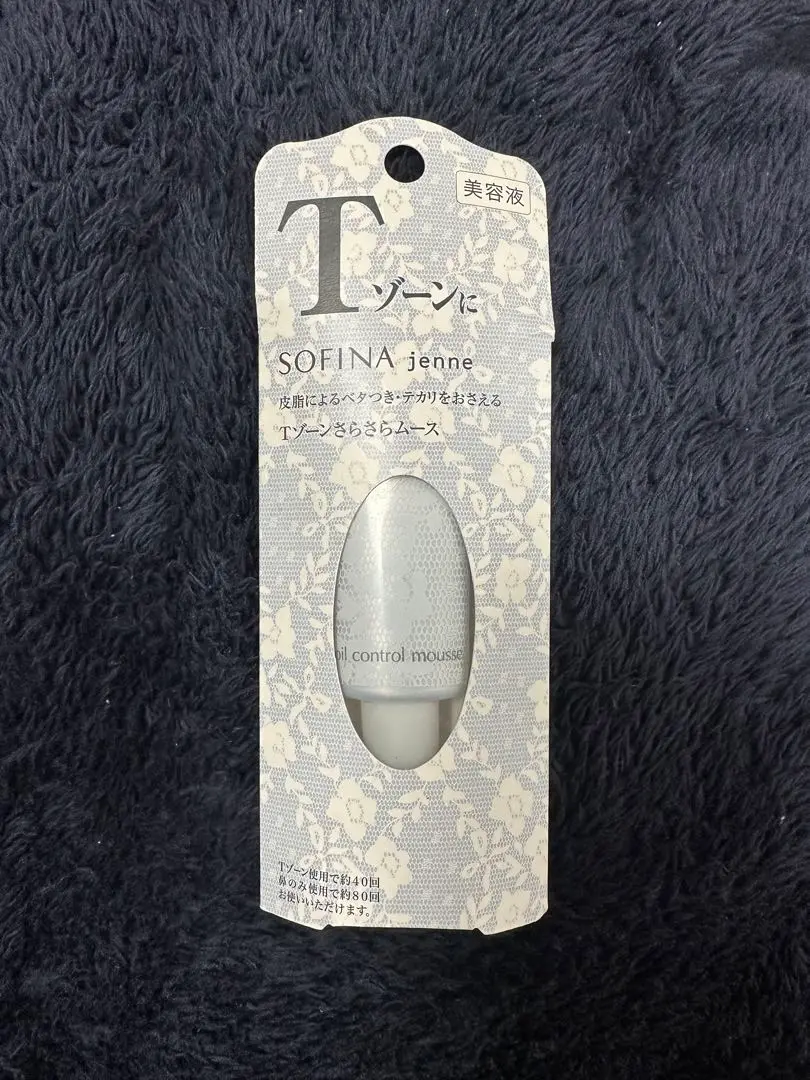 美容液
Tゾーンに
SOFINA jenne
皮脂によるベタつき・テカリをおさえる
Tゾーンさらさらムース
oil control mousse
Tゾーン使用で約40回
鼻のみ使用で約80回
お使いいただけます。